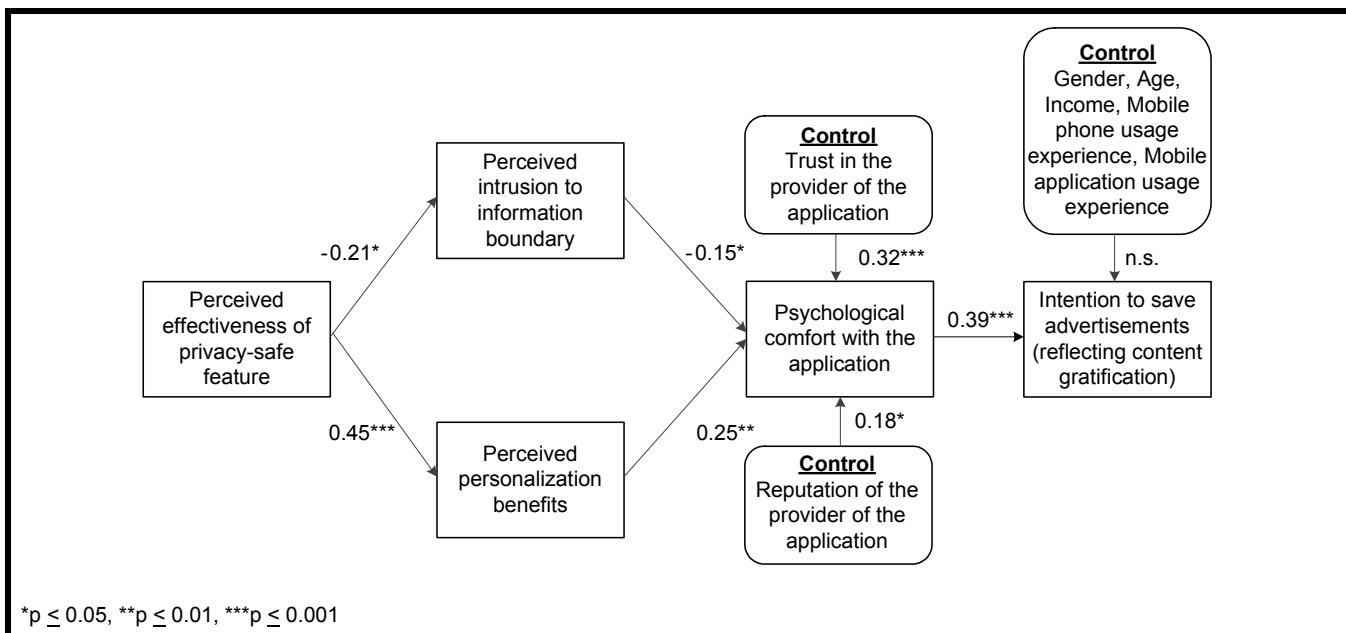 Control
Gender, Age,
Income, Mobile
phone usage
experience, Mobile
application usage
experience
Control
Trust in the
provider of the
application
Perceived
intrusion to
information
boundary
-0.21*
-0.15*
0.32***
n.s.
Perceived
effectiveness of
privacy-safe
feature
Psychological
comfort with the
application
0.39***
Intention to save
advertisements
(reflecting content
gratification)
0.45***
0.25**
0.18*
Perceived
personalization
benefits
Control
Reputation of the
provider of the
application
*p ≤ 0.05, **p ≤ 0.01, ***p ≤ 0.001